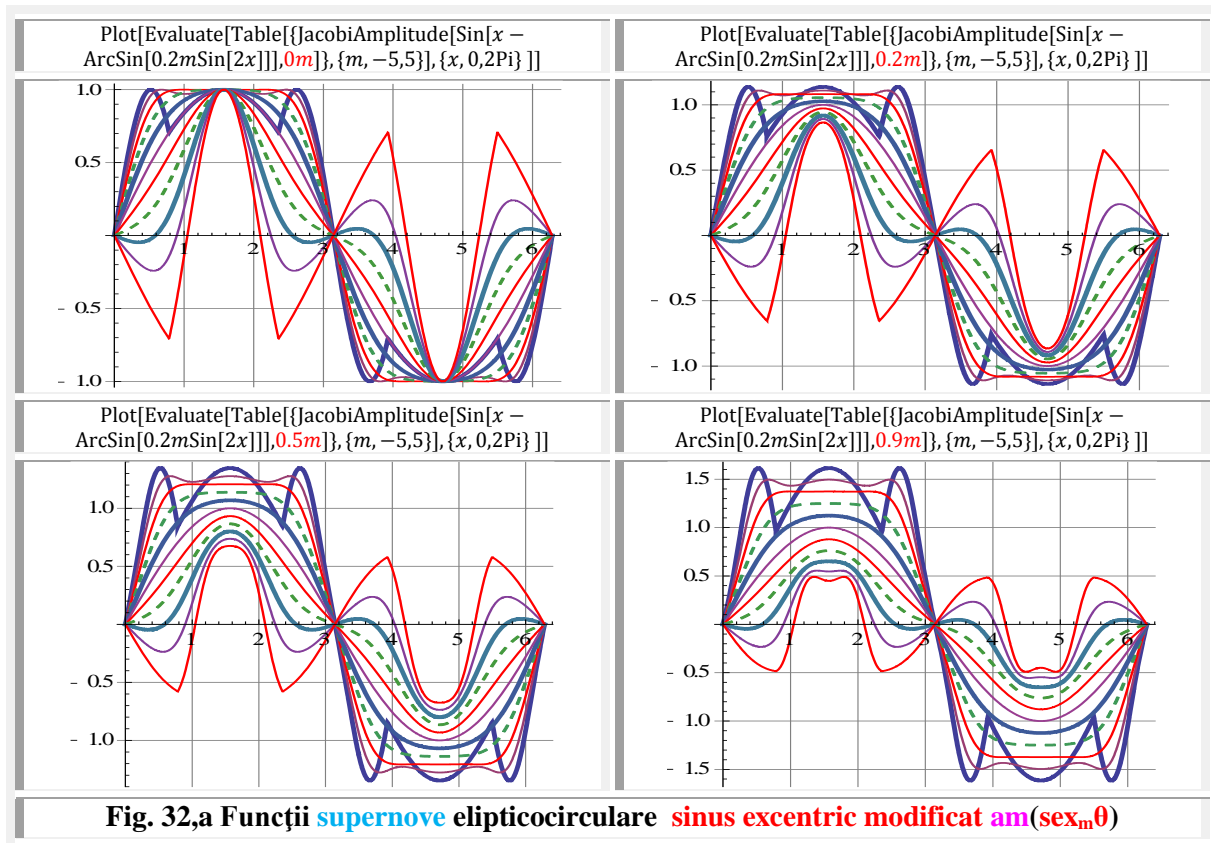 Plot[Evaluate[Table[{JacobiAmplitude[Sin[x −
ArcSin[0.2mSin[2x]]],0m]},{m,−5,5}],{x,0,2Pi} ]]
Plot[Evaluate[Table[{JacobiAmplitude[Sin[x −
ArcSin[0.2mSin[2x]]],0.2m]},{m,−5,5}],{x,0,2Pi} ]]
1.0
0.5
1 2 3 4 5 6
− 0.5
− 1.0
1.0
0.5
1 2 3 4 5 6
− 0.5
− 1.0
Plot[Evaluate[Table[{JacobiAmplitude[Sin[x −
ArcSin[0.2mSin[2x]]],0.5m]},{m,−5,5}],{x,0,2Pi} ]]
Plot[Evaluate[Table[{JacobiAmplitude[Sin[x −
ArcSin[0.2mSin[2x]]],0.9m]},{m,−5,5}],{x,0,2Pi} ]]
1.0
0.5
1 2 3 4 5 6
− 0.5
− 1.0
1.5
1.0
0.5
1 2 3 4 5 6
− 0.5
− 1.0
− 1.5
Fig. 32,a Funcţii supernove elipticocirculare sinus excentric modificat am(sexₘθ)